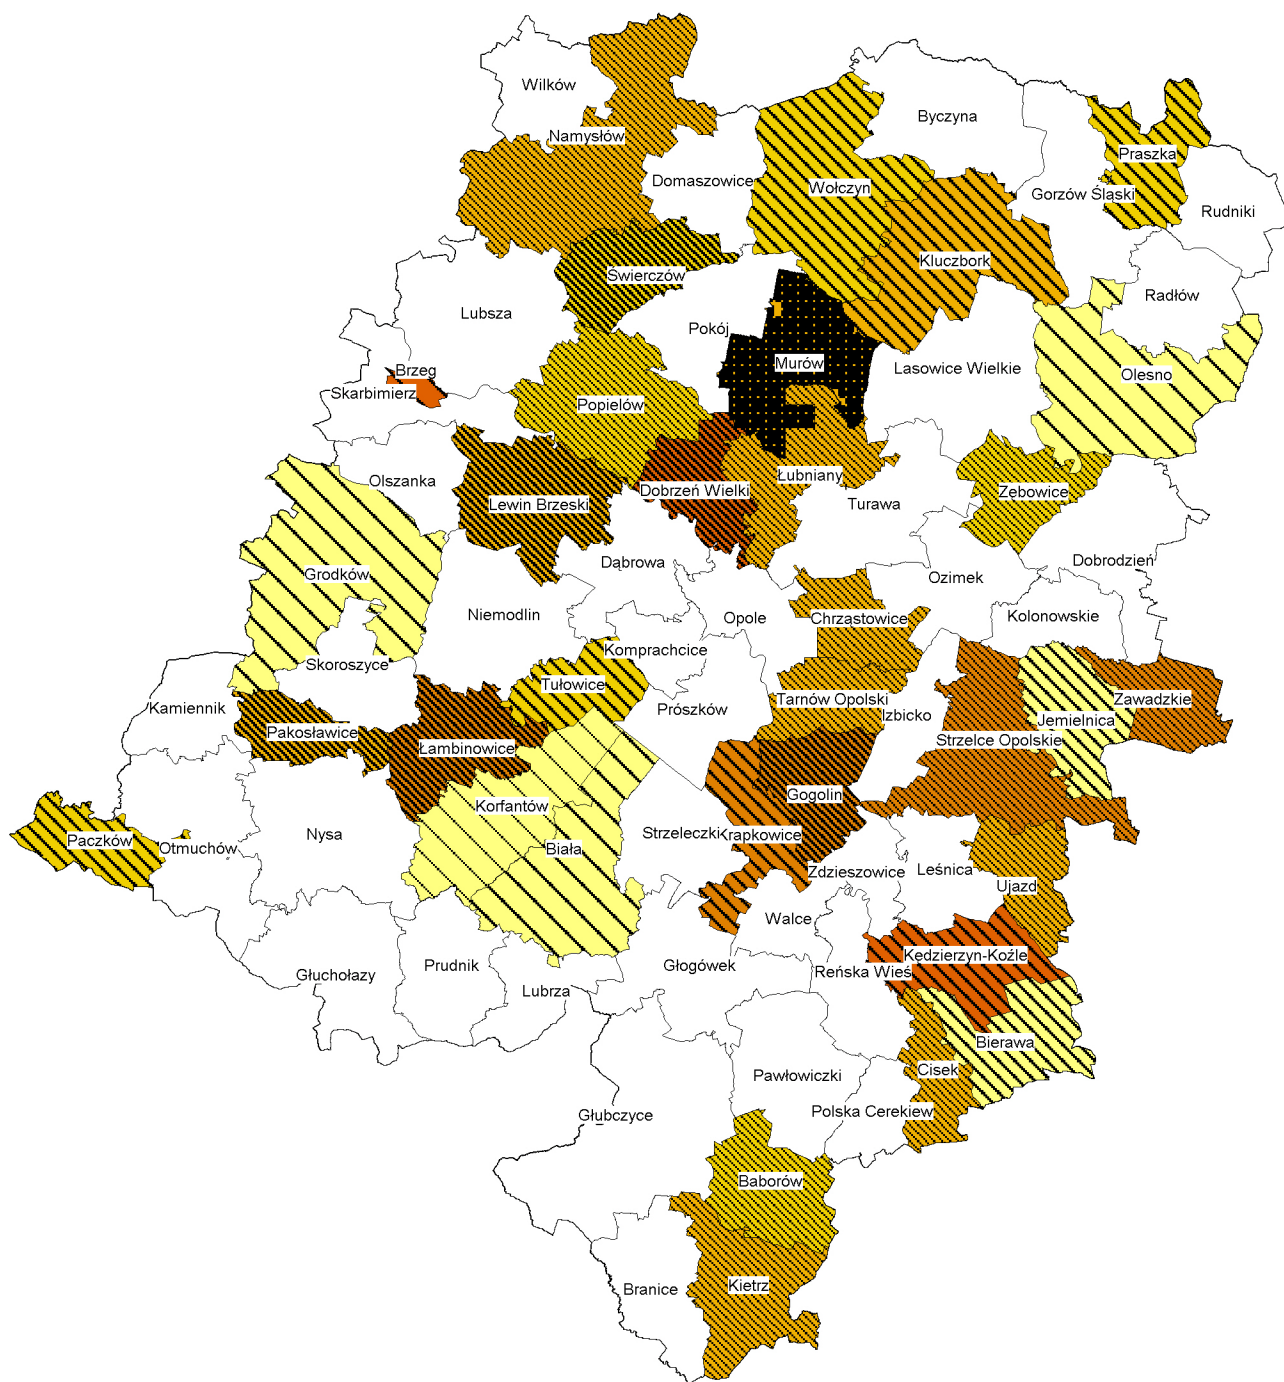 Wilków
Namysłów
Byczyna
Praszka
Domaszowice
Wołczyn
Gorzów Śląski
Rudniki
Świerczów
Kluczbork
Radłów
Lubsza
Pokój
Murów
Lasowice Wielkie
Olesno
Brzeg
Skarbimierz
Popielów
Olszanka
Lewin Brzeski
Dobrzeń Wielki
Łubniany
Turawa
Zębowice
Grodków
Dąbrowa
Ozimek
Dobrodzień
Niemodlin
Opole
Chrząstowice
Kolonowskie
Skoroszyce
Komprachcice
Tułowice
Kamiennik
Prószków
Tarnów Opolski
Izbicko
Jemielnica
Zawadzkie
Pakosławice
Łambinowice
Strzelce Opolskie
Gogolin
Korfantów
Paczków
Otmuchów
Nysa
Biała
Strzeleczki
Krapkowice
Zdzieszowice
Leśnica
Ujazd
Walce
Głuchołazy
Prudnik
Lubrza
Głogówek
Reńska Wieś
Kędzierzyn-Koźle
Bierawa
Pawłowiczki
Cisek
Głubczyce
Polska Cerekiew
Baborów
Branice
Kietrz